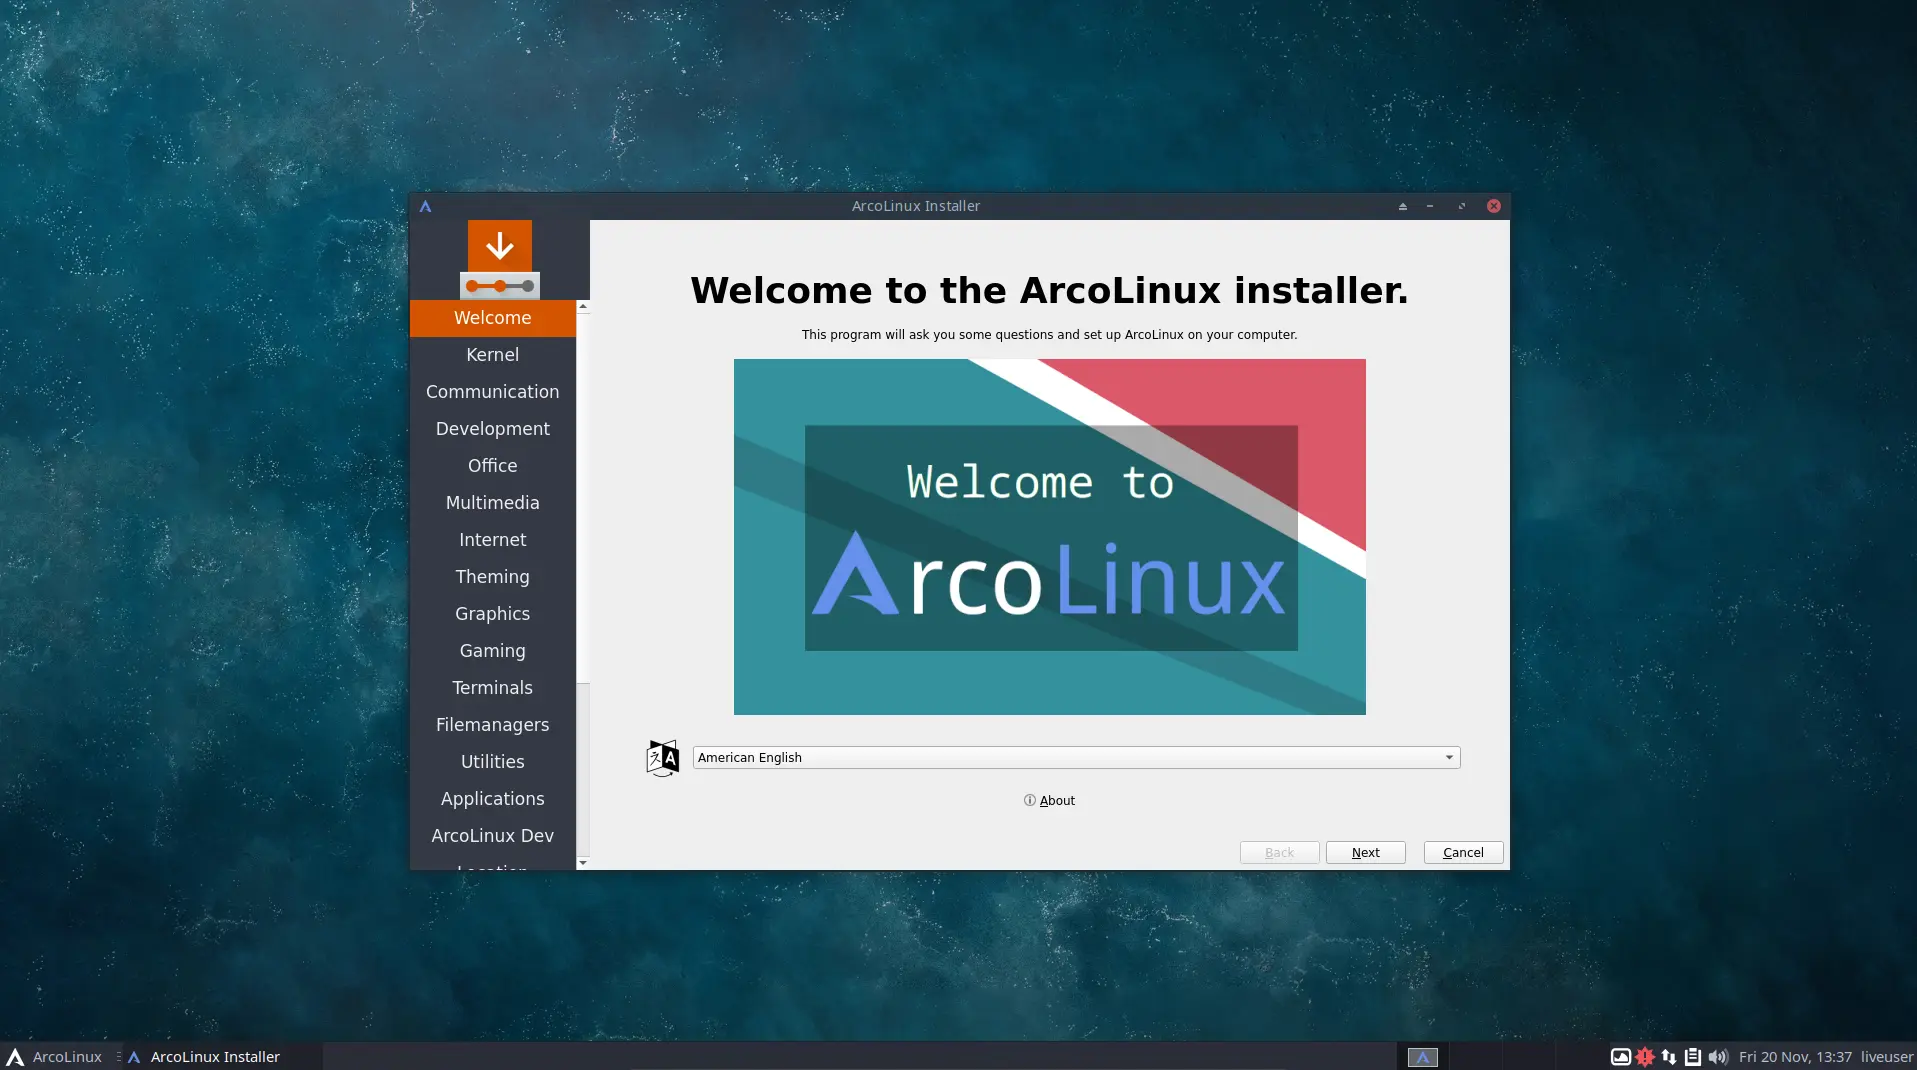 ArcoLinux Installer
Welcome
Kernel
Communication
Development
Office
Multimedia
Internet
Theming
Graphics
Gaming
Terminals
Filemanagers
Utilities
Applications
ArcoLinux Dev
Location
Welcome to the ArcoLinux installer.
This program will ask you some questions and set up ArcoLinux on your computer.
Welcome to
ArcoLinux
American English
About
Back Next Cancel
ArcoLinux ArcoLinux Installer Fri 20 Nov, 13:37 liveuser